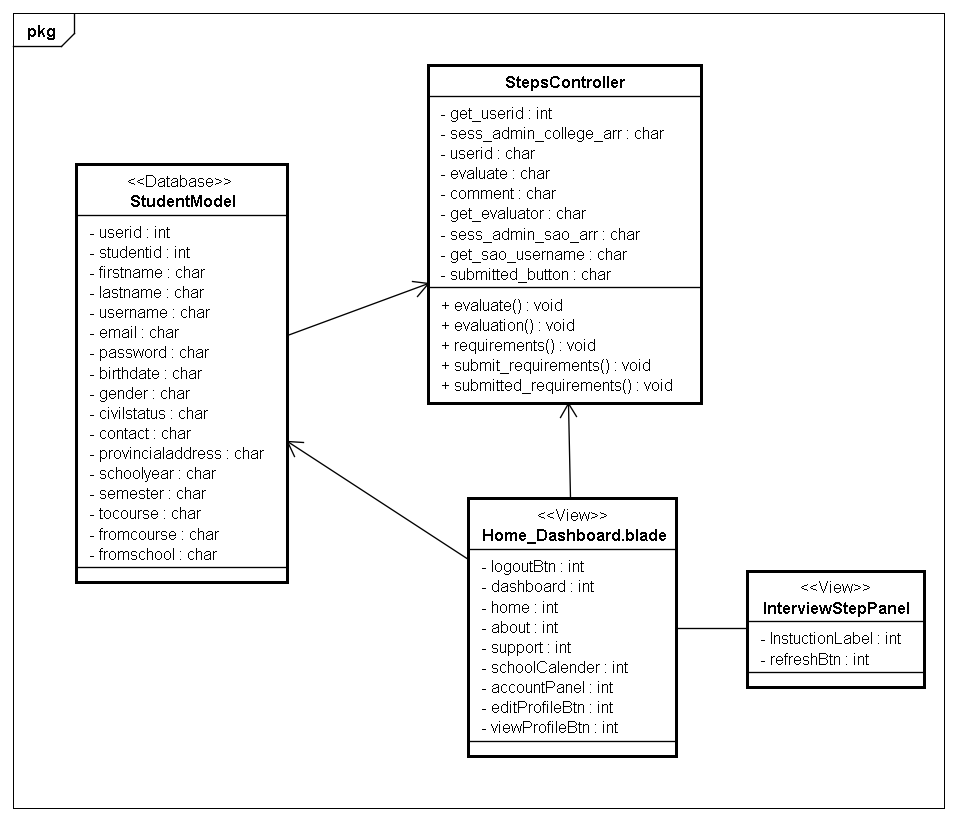 pkg
StepsController
- get_userid : int
- sess_admin_college_arr : char
- userid : char
- evaluate : char
- comment : char
- get_evaluator : char
- sess_admin_sao_arr : char
- get_sao_username : char
- submitted_button : char
+ evaluate() : void
+ evaluation() : void
+ requirements() : void
+ submit_requirements() : void
+ submitted_requirements() : void
<<Database>>
StudentModel
- userid : int
- studentid : int
- firstname : char
- lastname : char
- username : char
- email : char
- password : char
- birthdate : char
- gender : char
- civilstatus : char
- contact : char
- provincialaddress : char
- schoolyear : char
- semester : char
- tocourse : char
- fromcourse : char
- fromschool : char
<<View>>
Home_Dashboard.blade
- logoutBtn : int
- dashboard : int
- home : int
- about : int
- support : int
- schoolCalender : int
- accountPanel : int
- editProfileBtn : int
- viewProfileBtn : int
<<View>>
InterviewStepPanel
- InstuctionLabel : int
- refreshBtn : int